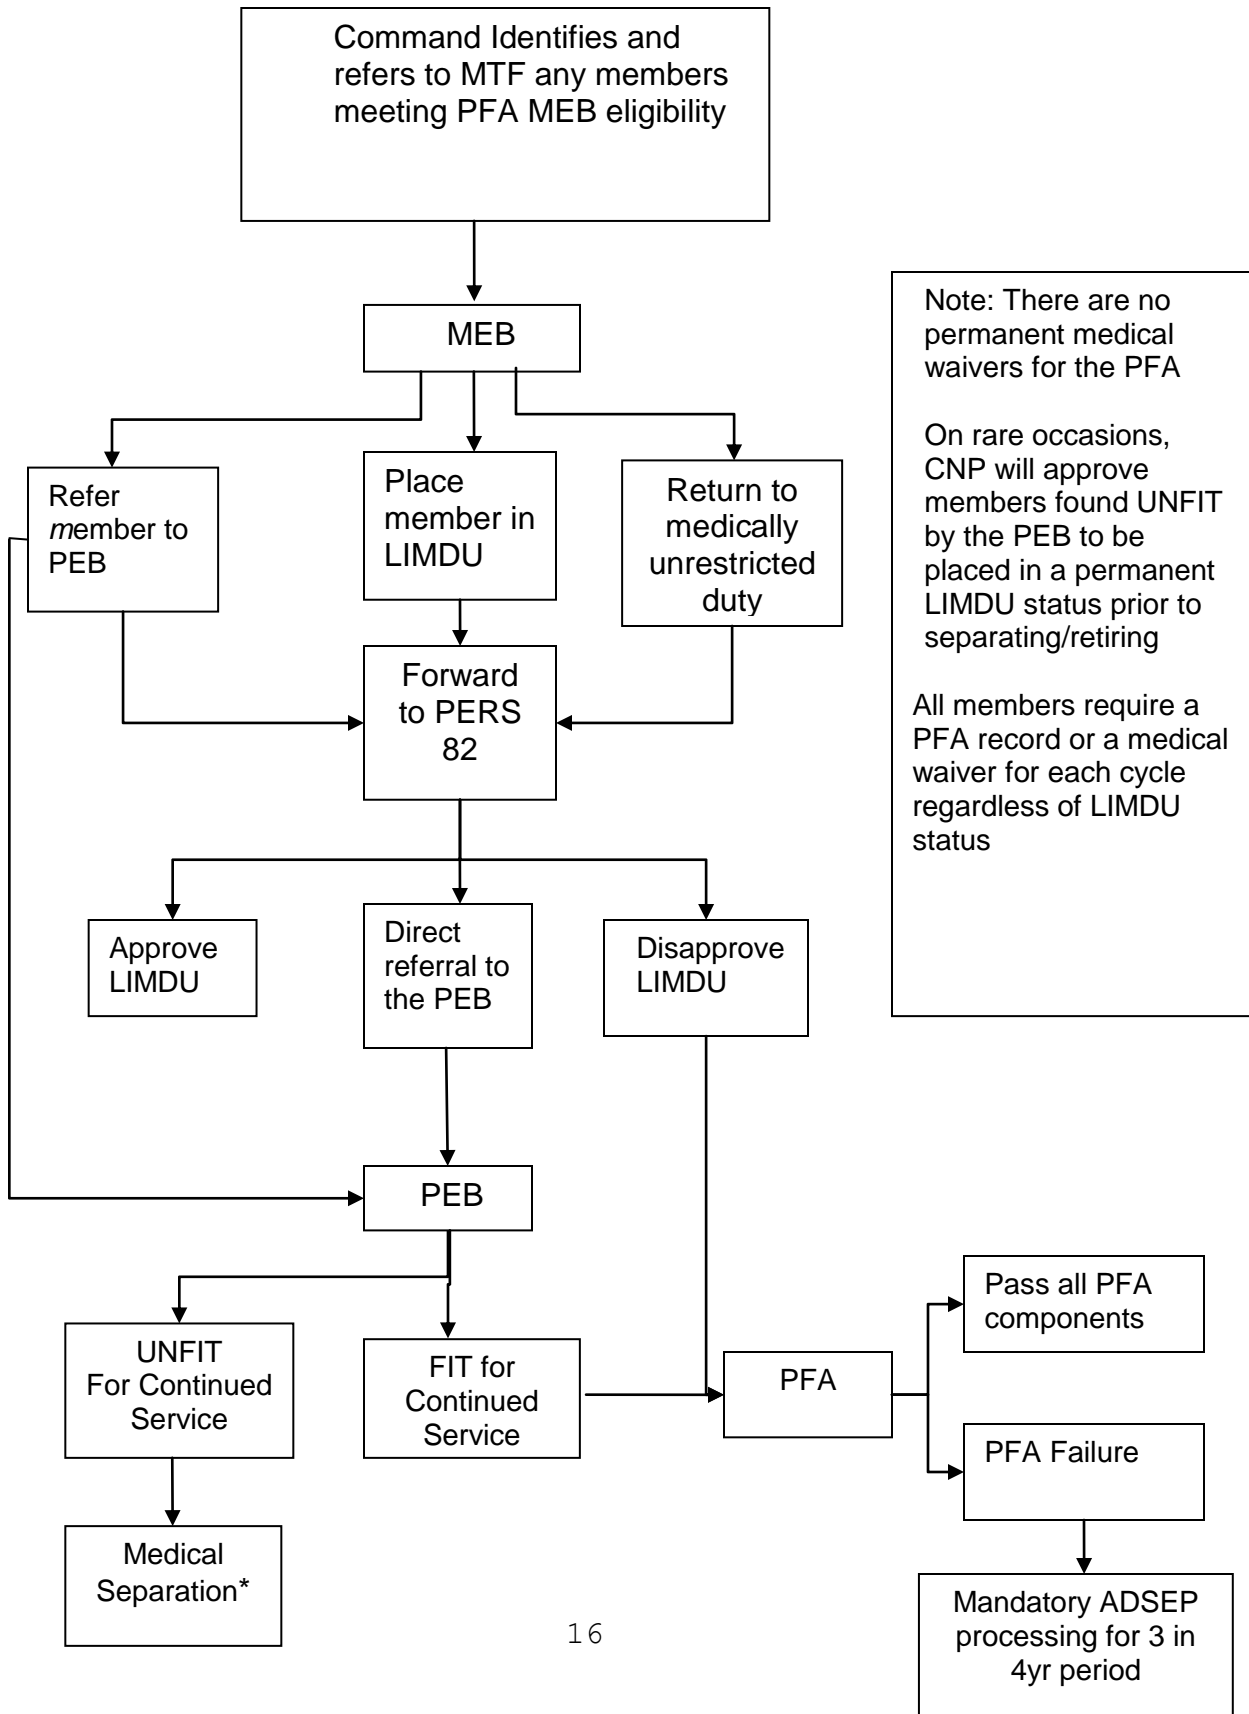 Command Identifies and
refers to MTF any members
meeting PFA MEB eligibility
MEB
Refer
member to
PEB
Place
member in
LIMDU
Return to
medically
unrestricted
duty
Note: There are no
permanent medical
waivers for the PFA
On rare occasions,
CNP will approve
members found UNFIT
by the PEB to be
placed in a permanent
LIMDU status prior to
separating/retiring
All members require a
PFA record or a medical
waiver for each cycle
regardless of LIMDU
status
Forward
to PERS
82
Approve
LIMDU
Direct
referral to
the PEB
Disapprove
LIMDU
PEB
UNFIT
For Continued
Service
FIT for
Continued
Service
PFA
Pass all PFA
components
PFA Failure
Medical
Separation*
Mandatory ADSEP
processing for 3 in
4yr period
16